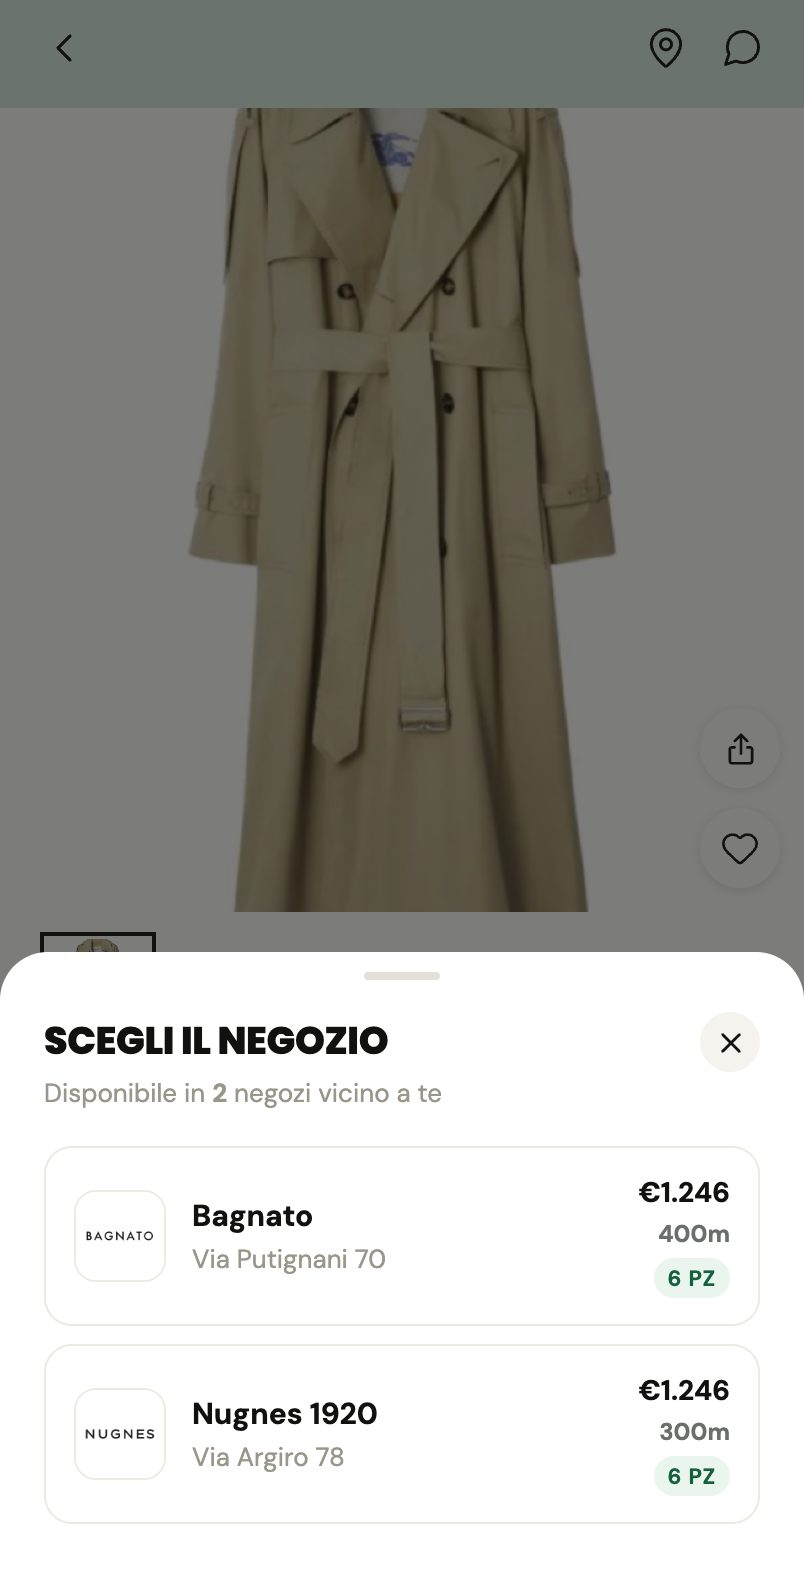 SCEGLI IL NEGOZIO
Disponibile in 2 negozi vicino a te
BAGNATO
Bagnato
Via Putignani 70
€1.246
400m
6 PZ
NUGNES
Nugnes 1920
Via Argiro 78
€1.246
300m
6 PZ